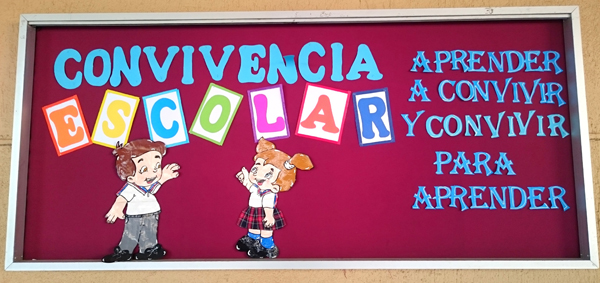 CONVIVENCIA
ESCOLAR
APRENDER
A CONVIVIR
Y CONVIVIR
PARA
APRENDER